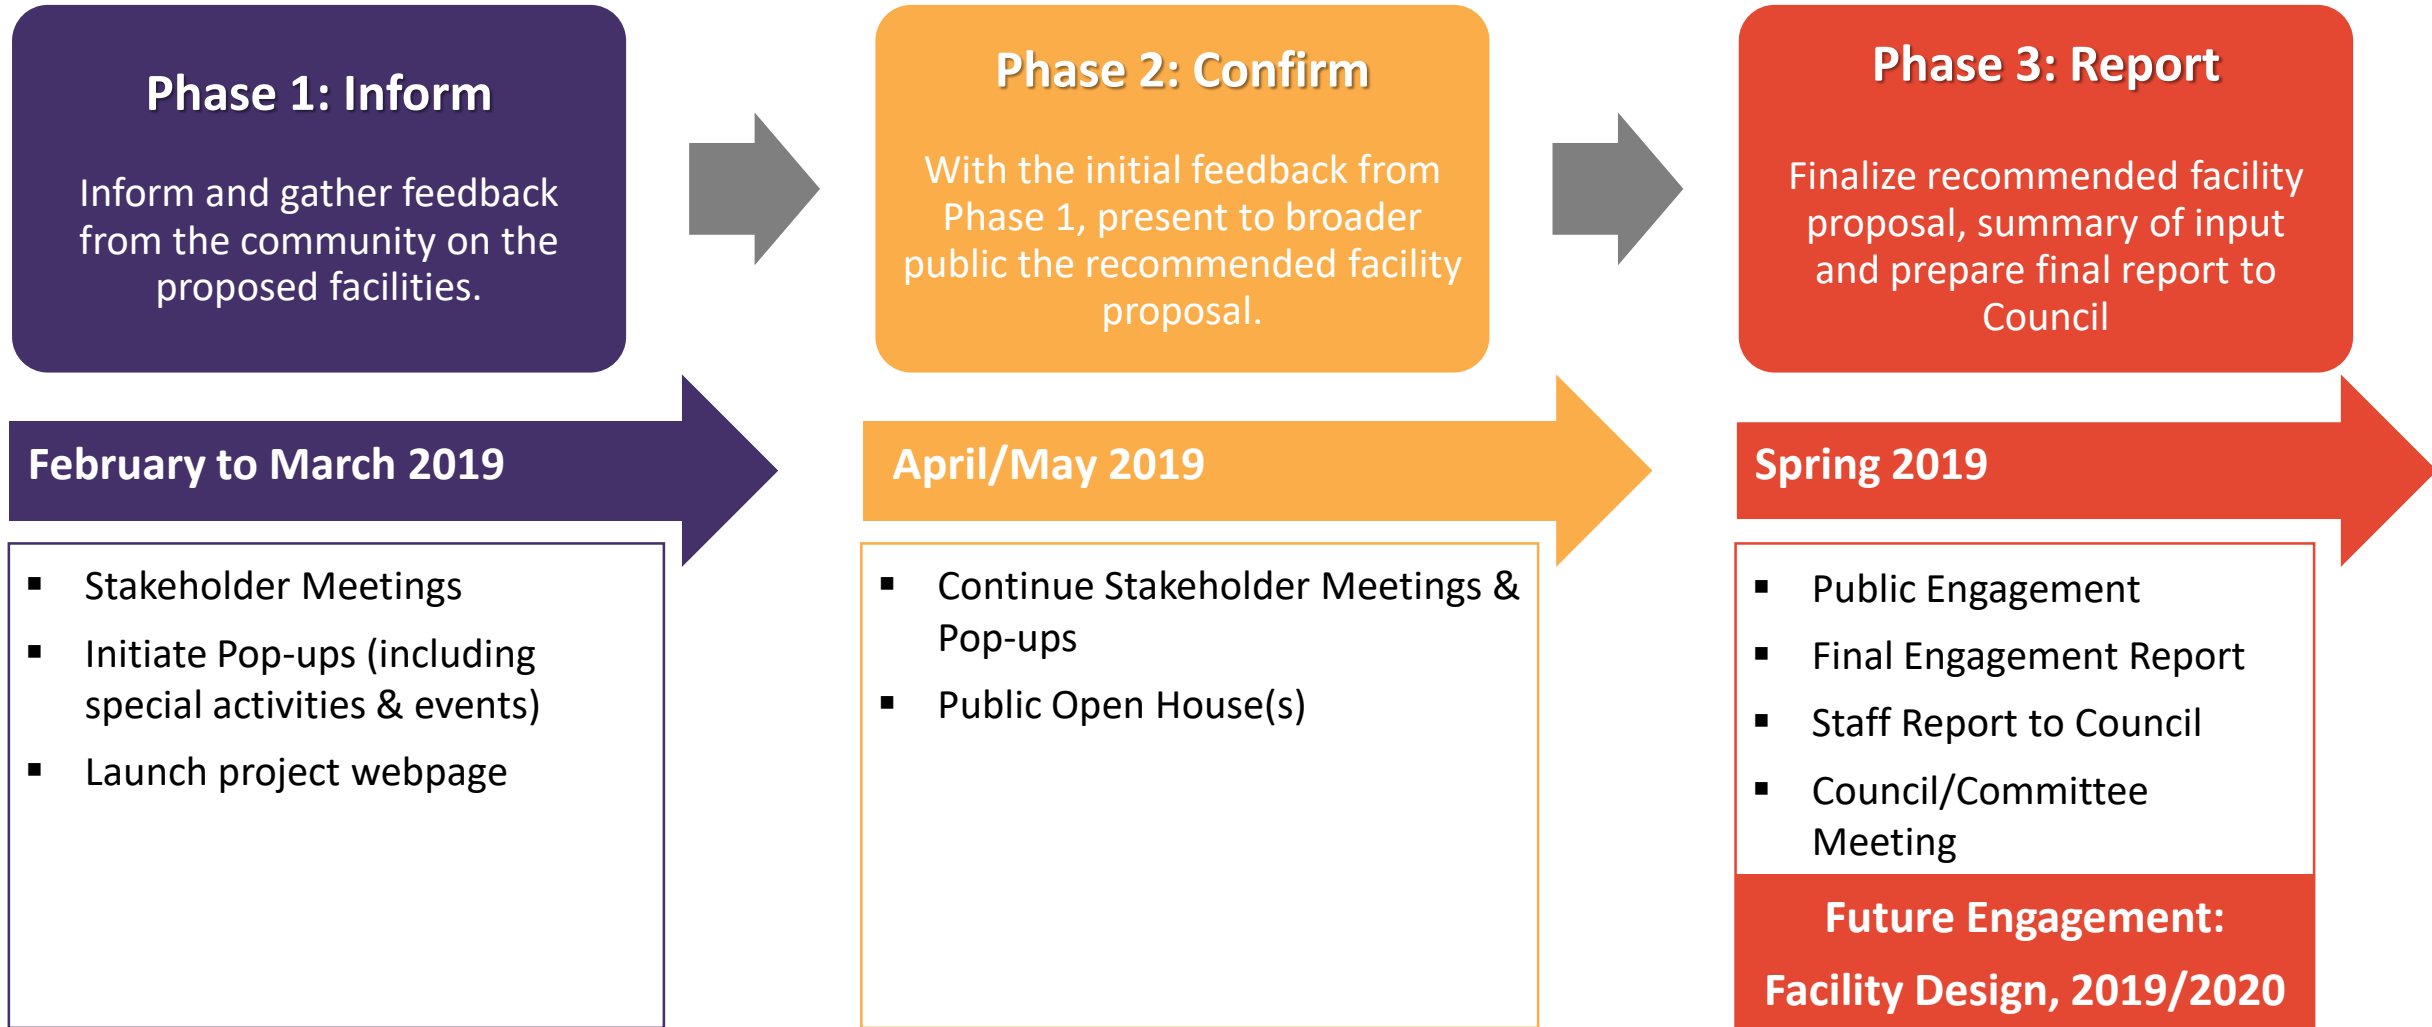 Phase 1: Inform
Inform and gather feedback
from the community on the
proposed facilities.
Phase 2: Confirm
With the initial feedback from
Phase 1, present to broader
public the recommended facility
proposal.
Phase 3: Report
Finalize recommended facility
proposal, summary of input
and prepare final report to
Council
February to March 2019
April/May 2019
Spring 2019
▪ Stakeholder Meetings
▪ Initiate Pop-ups (including
special activities & events)
▪ Launch project webpage
▪ Continue Stakeholder Meetings &
Pop-ups
▪ Public Open House(s)
▪ Public Engagement
▪ Final Engagement Report
▪ Staff Report to Council
▪ Council/Committee
Meeting
Future Engagement:
Facility Design, 2019/2020